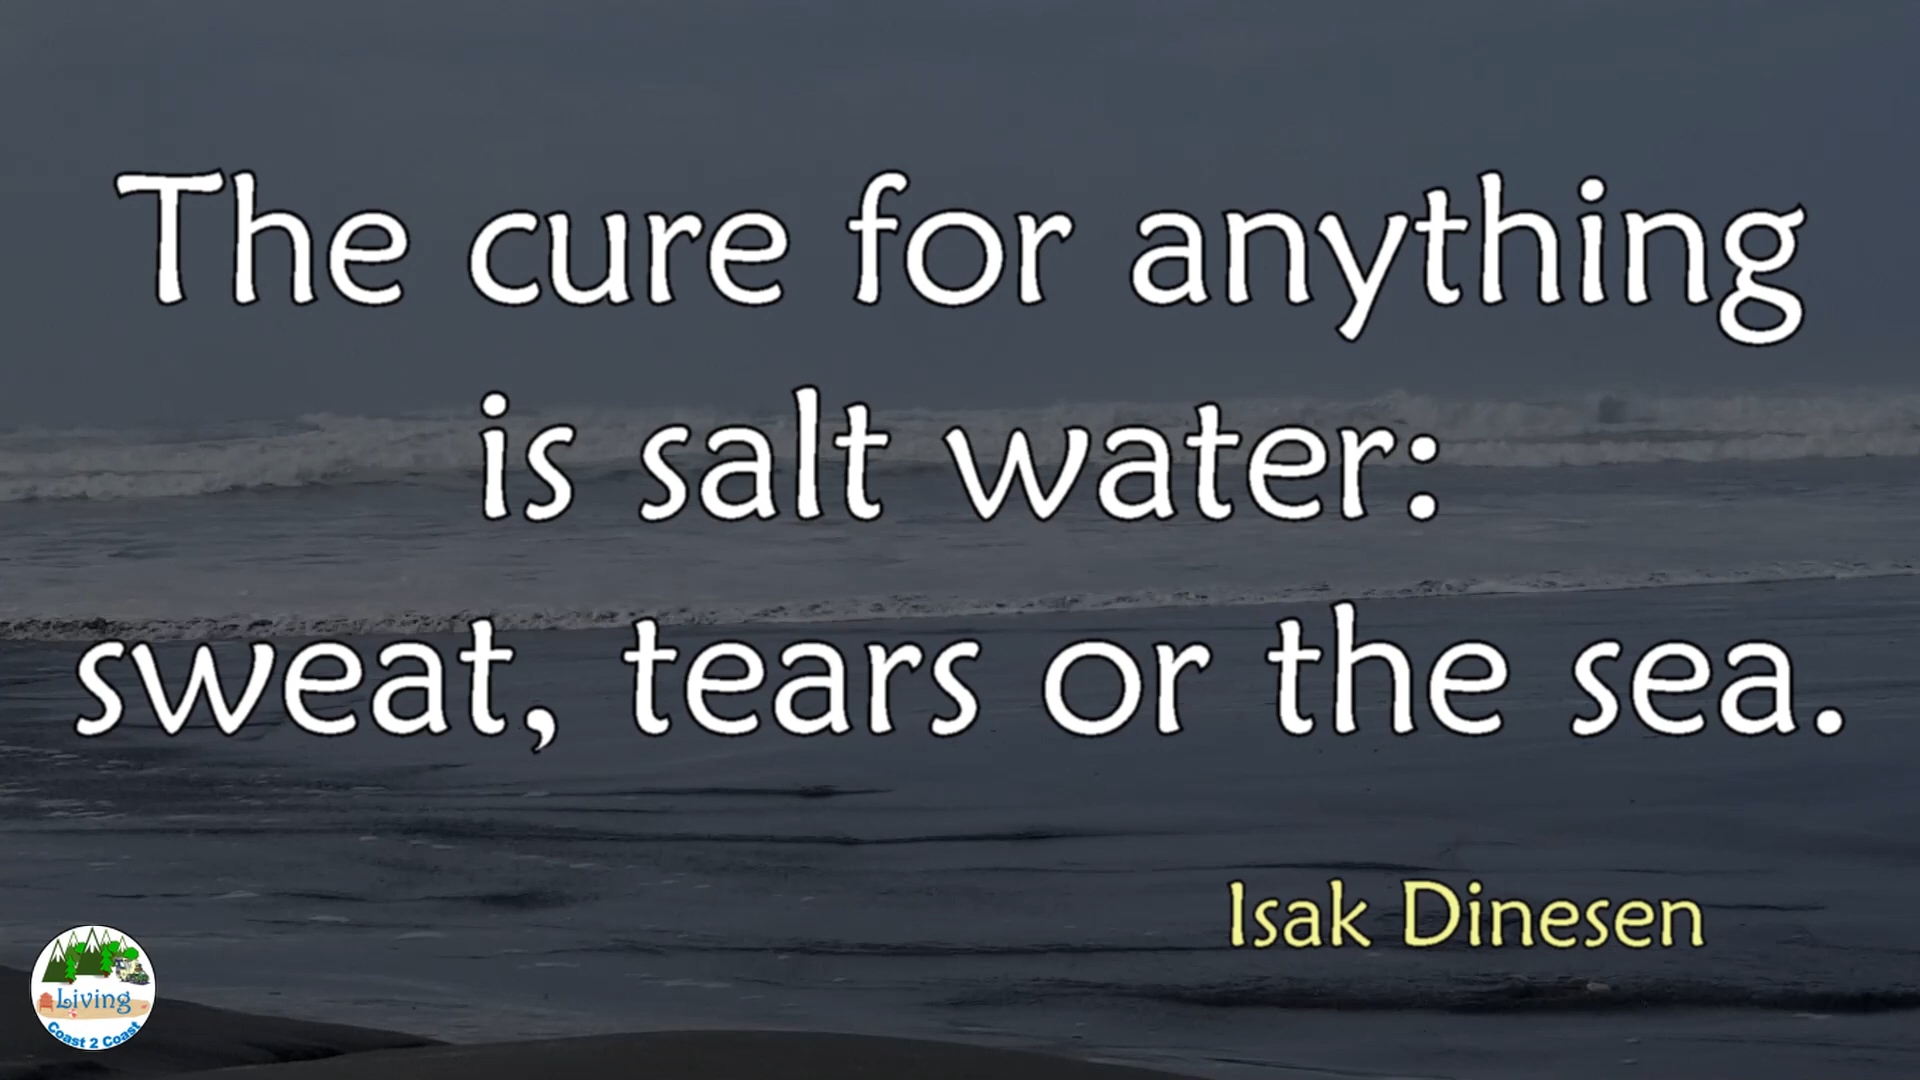 The cure for anything
is salt water:
sweat, tears or the sea.
Isak Dinesen
Living
Coast 2 Coast